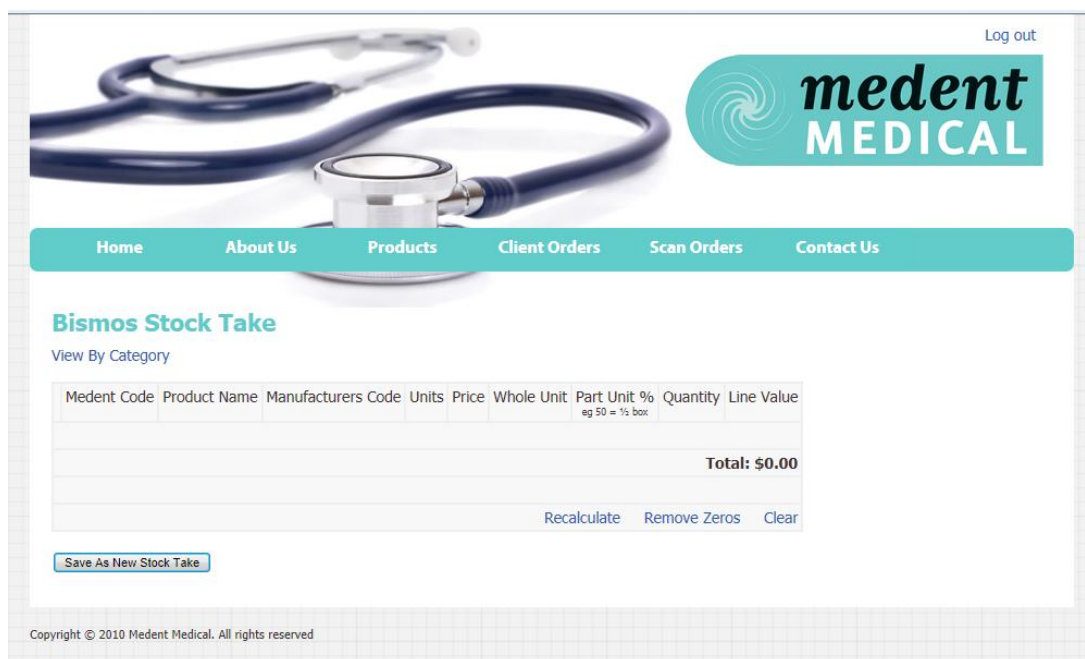 Log out
medent
MEDICAL
Home About Us Products Client Orders Scan Orders Contact Us
Bismos Stock Take
View By Category
Medent Code Product Name Manufacturers Code Units Price Whole Unit Part Unit % Quantity Line Value
eg 50 = ½ box
Total: $0.00
Recalculate Remove Zeros Clear
Save As New Stock Take
Copyright © 2010 Medent Medical. All rights reserved